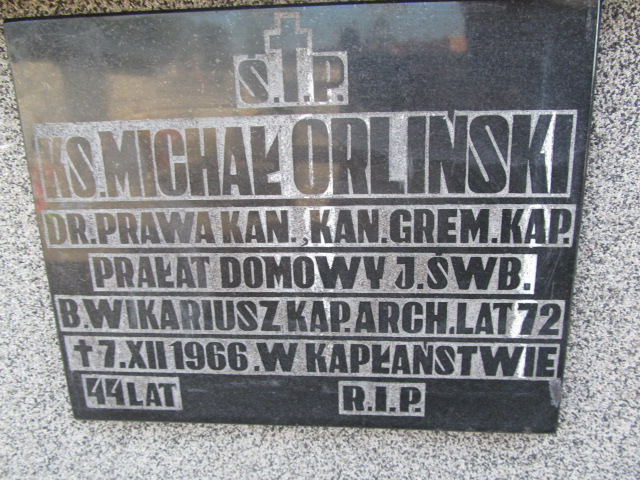 Ś.†P.
KS. MICHAŁ ORLIŃSKI
DR. PRAWA KAN., KAN. GREM. KAP.
PRAŁAT DOMOWY J. ŚWB.
B. WIKARIUSZ KAP. ARCH. LAT 72
† 7. XII 1966. W KAPŁAŃSTWIE
44 LAT R.I.P.